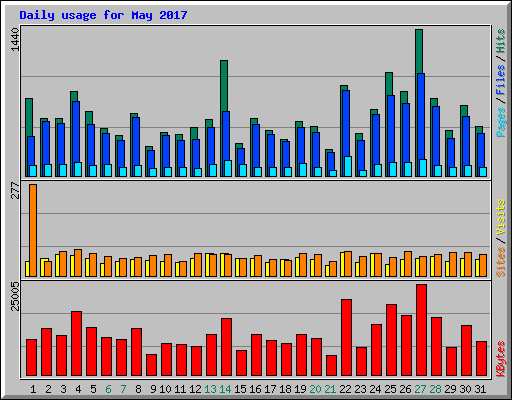 Daily usage for May 2017
1440
Pages / Files / Hits
277
Sites / Visits
25005
KBytes
1 2 3 4 5 6 7 8 9 10 11 12 13 14 15 16 17 18 19 20 21 22 23 24 25 26 27 28 29 30 31